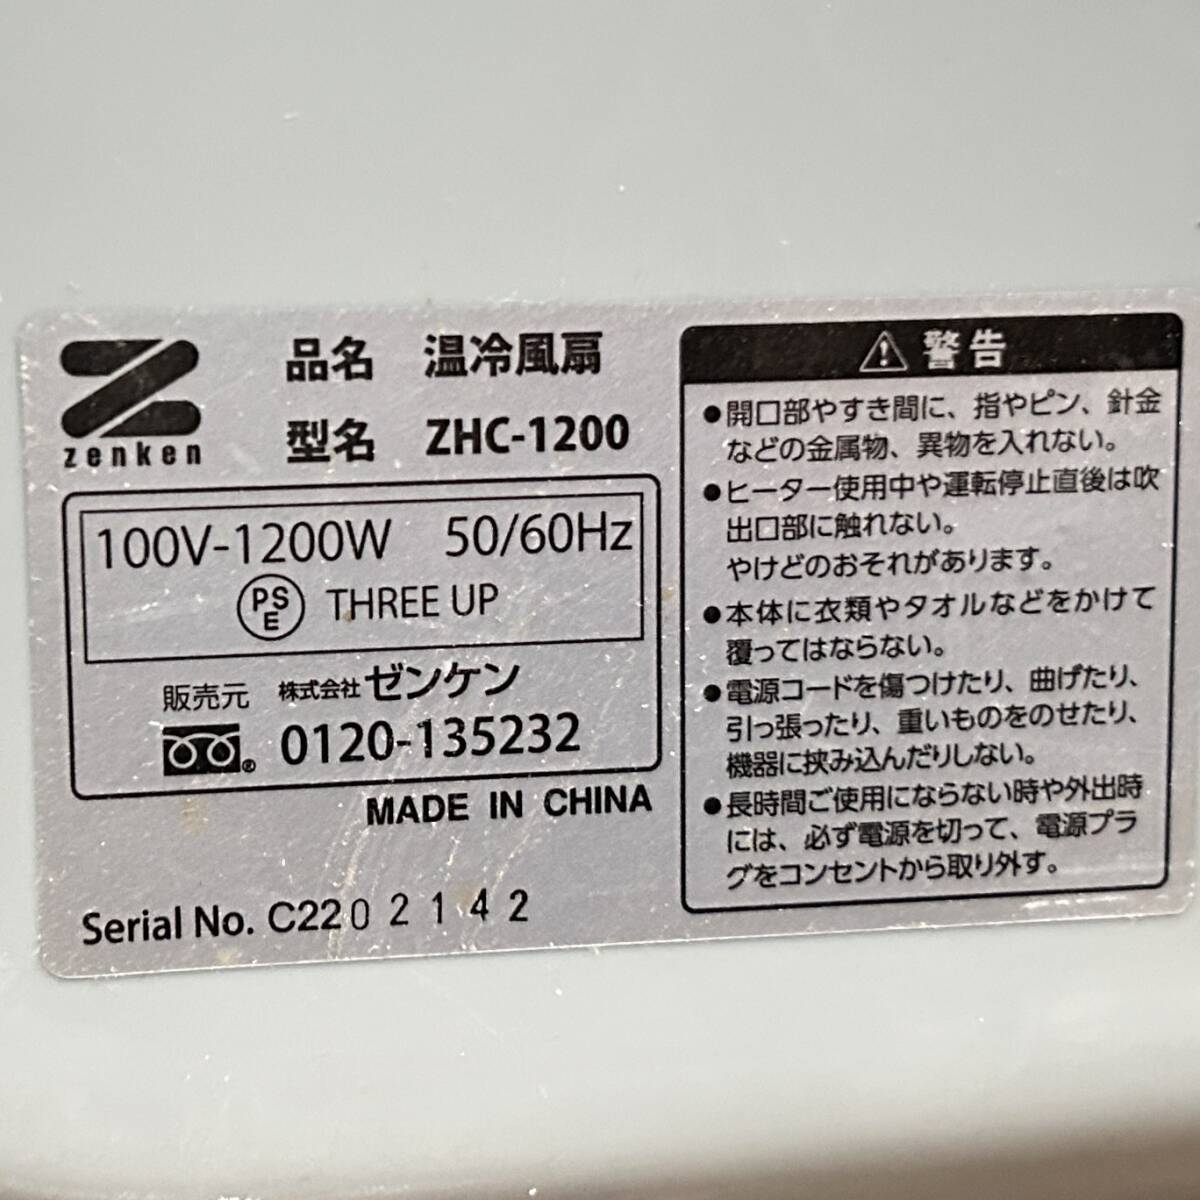 zenken
品名 温冷風扇
型名 ZHC-1200
100V-1200W 50/60Hz
PSE THREE UP
販売元 株式会社 ゼンケン
0120-135232
MADE IN CHINA
Serial No. C2202142
⚠ 警告
●開口部やすき間に、指やピン、針金
などの金属物、異物を入れない。
●ヒーター使用中や運転停止直後は吹
出口部に触れない。
やけどのおそれがあります。
●本体に衣類やタオルなどをかけて
覆ってはならない。
●電源コードを傷つけたり、曲げたり、
引っ張ったり、重いものをのせたり、
機器に挟み込んだりしない。
●長時間ご使用にならない時や外出時
には、必ず電源を切って、電源プラ
グをコンセントから取り外す。